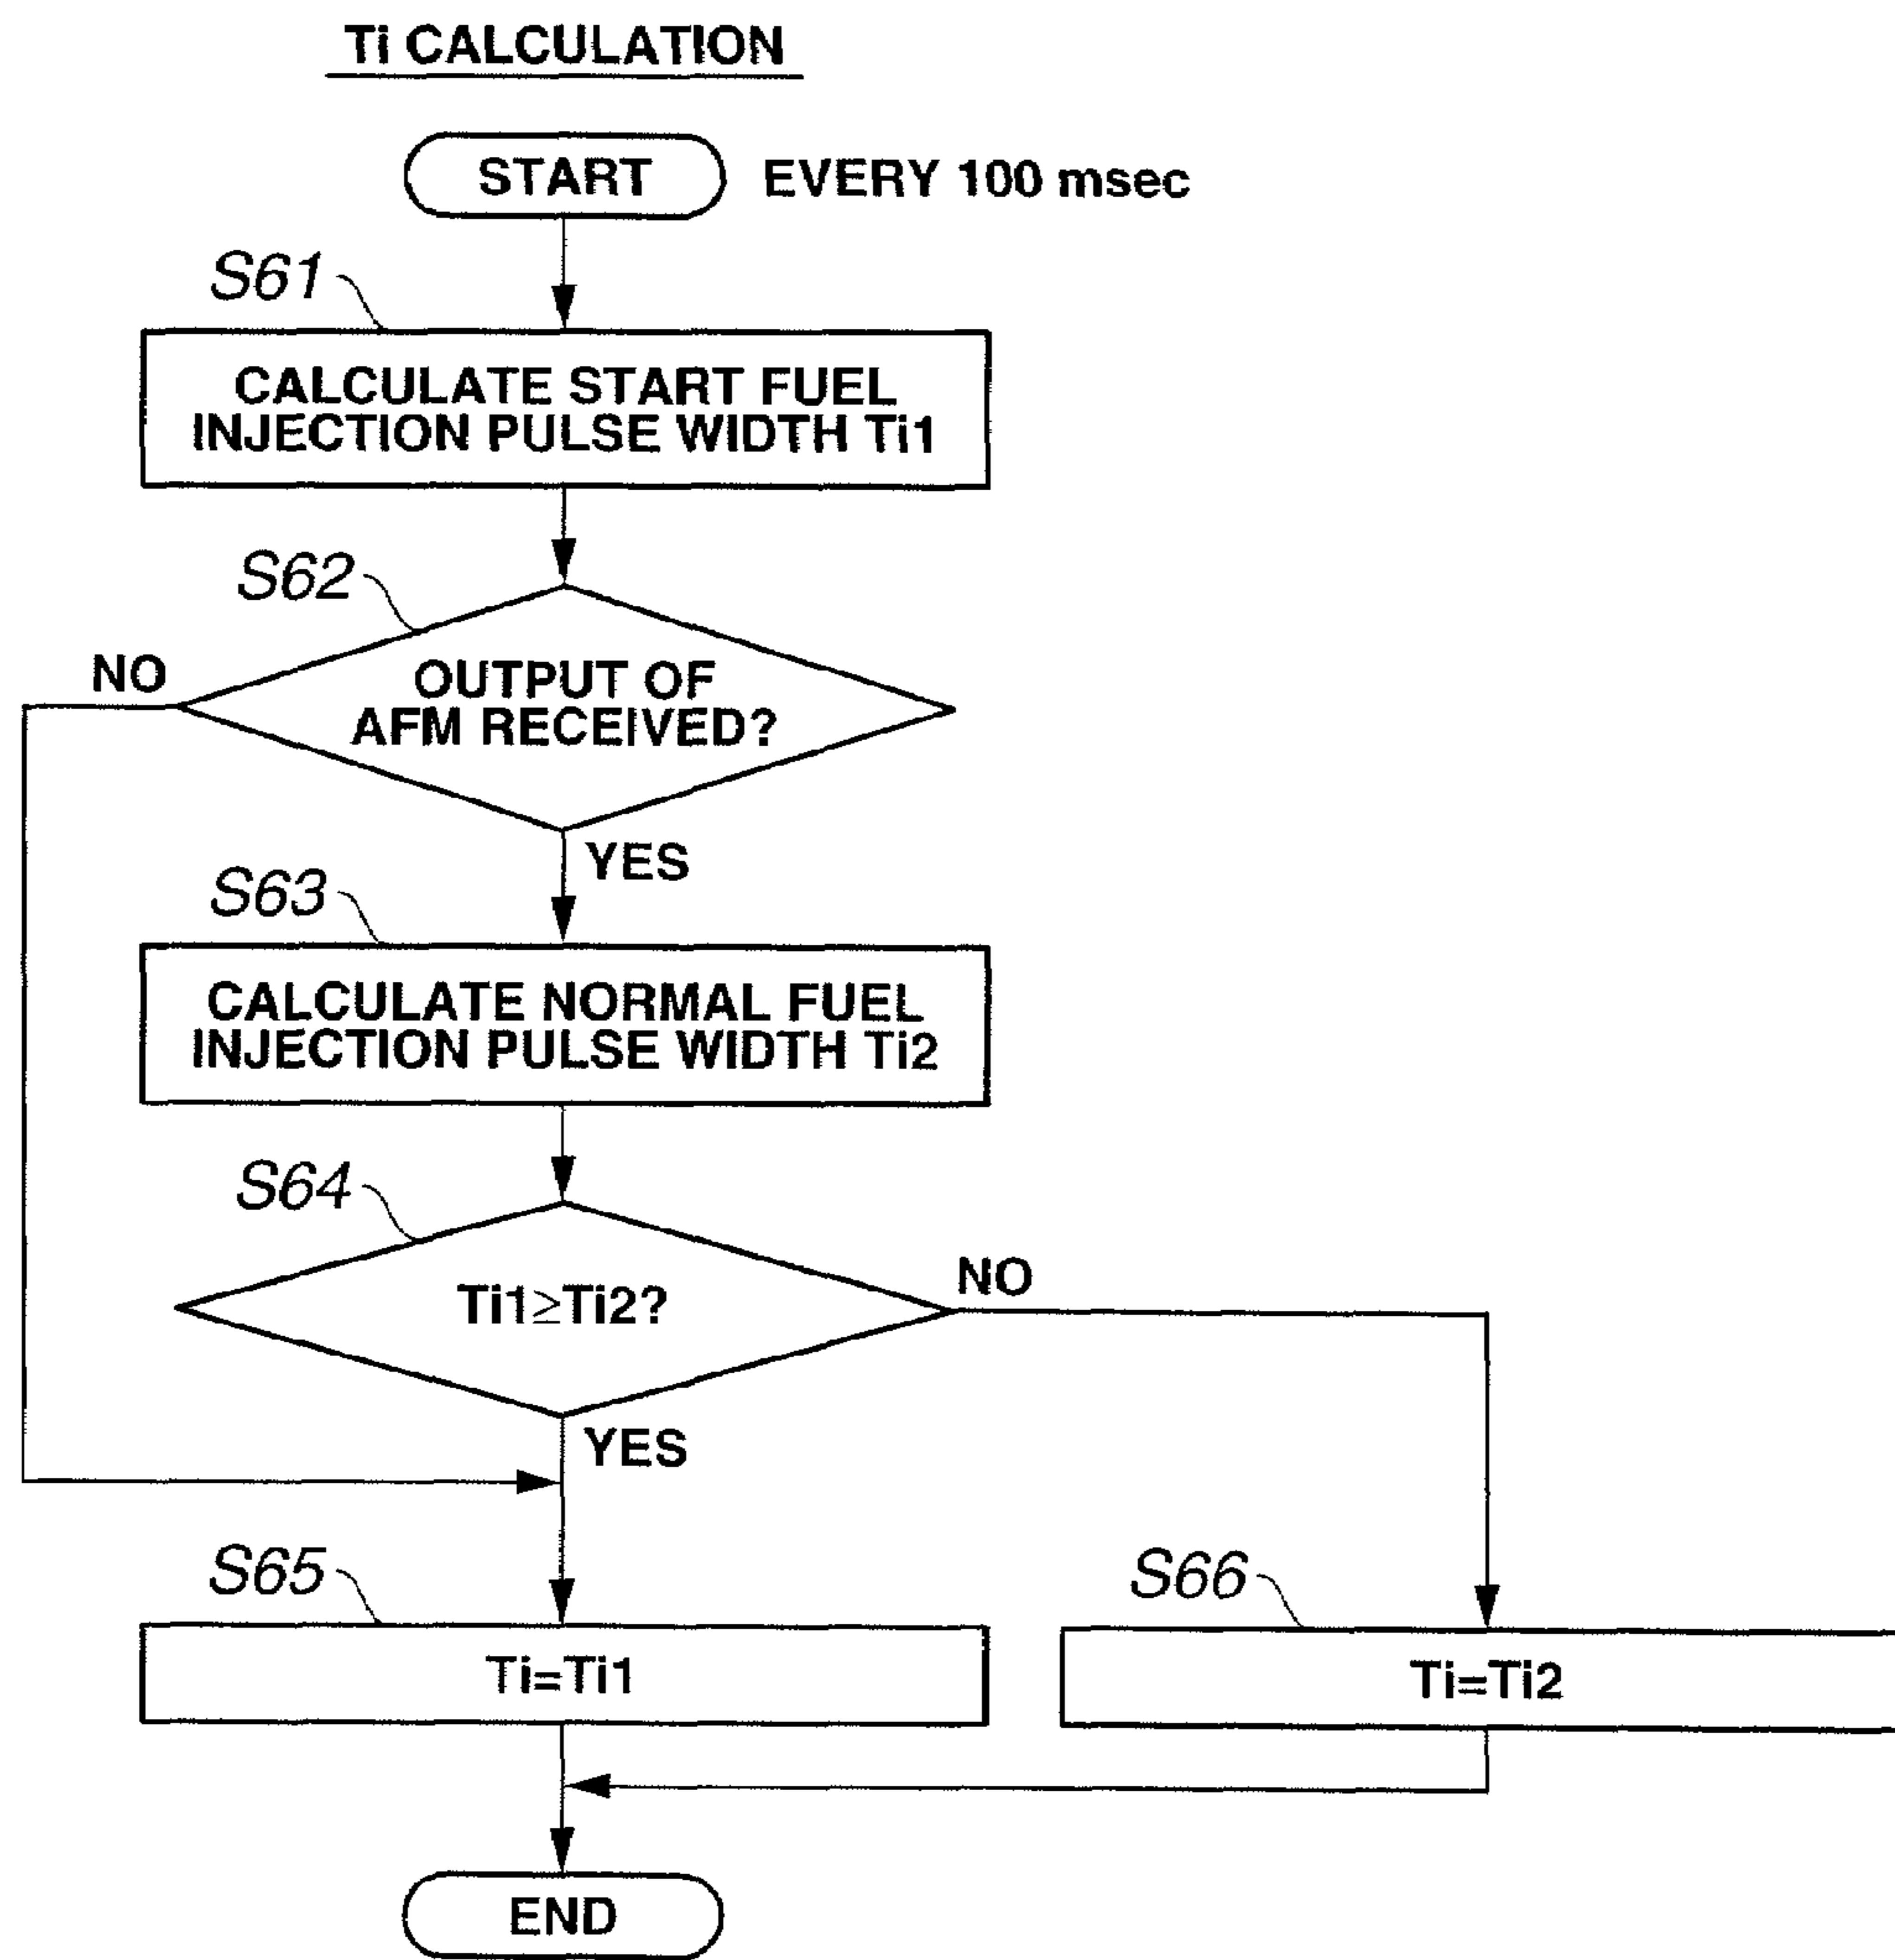 Ti CALCULATION
START
EVERY 100 msec
S61
CALCULATE START FUEL
INJECTION PULSE WIDTH Ti1
S62
NO
OUTPUT OF
AFM RECEIVED?
YES
S63
CALCULATE NORMAL FUEL
INJECTION PULSE WIDTH Ti2
S64
Ti1≥Ti2?
NO
YES
S65
Ti=Ti1
S66
Ti=Ti2
END